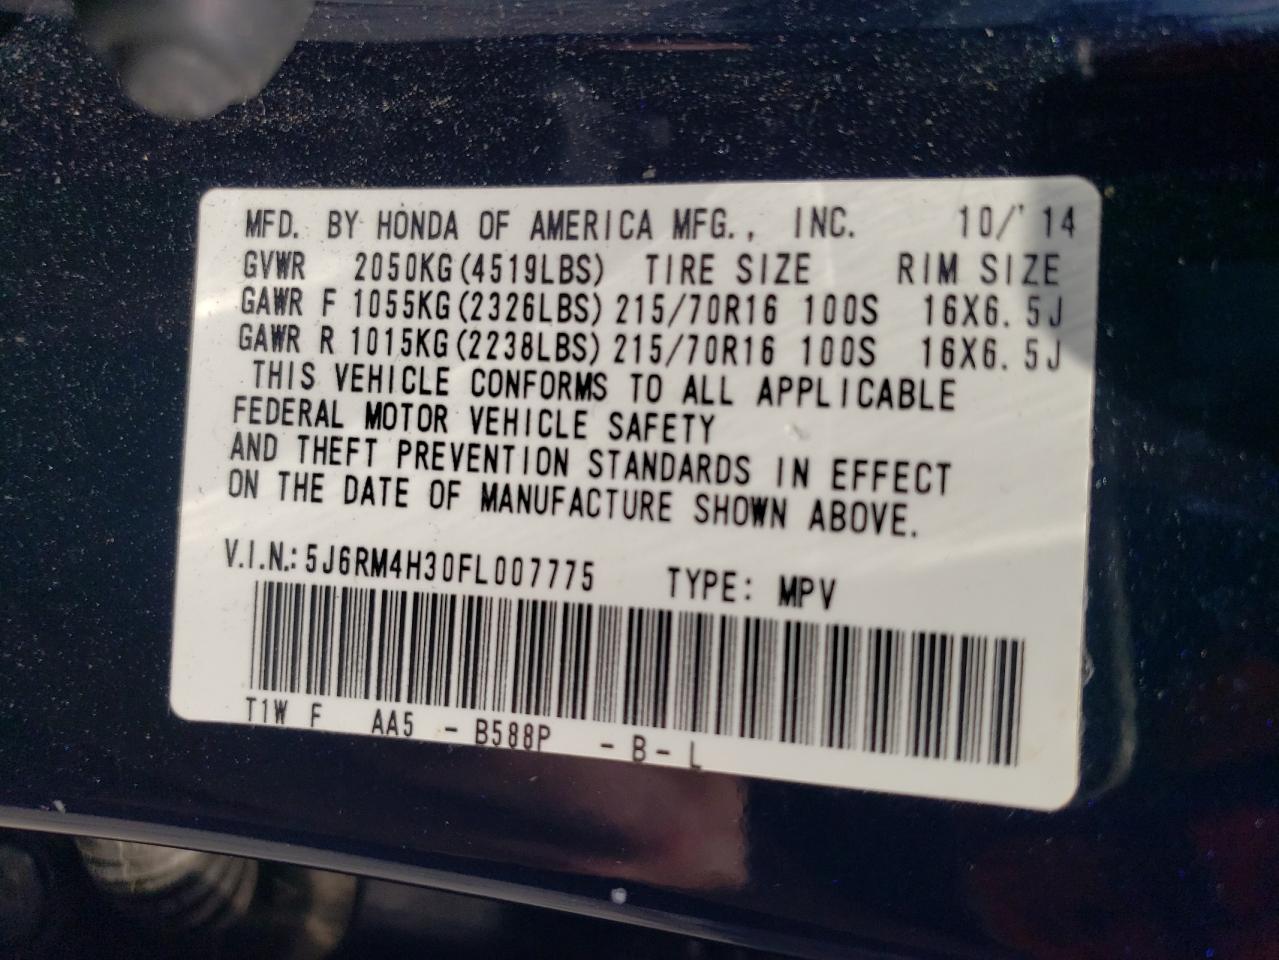 MFD. BY HONDA OF AMERICA MFG., INC. 10/'14
GVWR 2050KG(4519LBS) TIRE SIZE RIM SIZE
GAWR F 1055KG(2326LBS) 215/70R16 100S 16X6.5J
GAWR R 1015KG(2238LBS) 215/70R16 100S 16X6.5J
THIS VEHICLE CONFORMS TO ALL APPLICABLE
FEDERAL MOTOR VEHICLE SAFETY
AND THEFT PREVENTION STANDARDS IN EFFECT
ON THE DATE OF MANUFACTURE SHOWN ABOVE.
V.I.N.: 5J6RM4H30FL007775 TYPE: MPV
T1W F AA5 - B588P - B - L